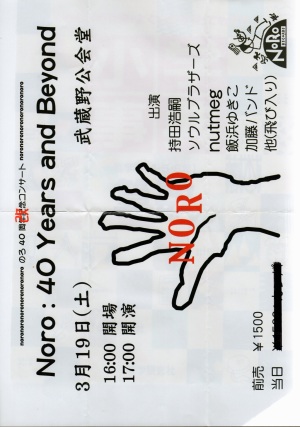 のろ 40周 念コンサート
Noro : 40 Years and Beyond
3月19日(土) 武蔵野公会堂
16:00 開場
17:00 開演
NORO
出演
持田浩嗣
ソウルブラザーズ
nutmeg
飯浜ゆきこ
加藤バンド
他(飛び入り)
前売 ¥1500
当日
NoRo